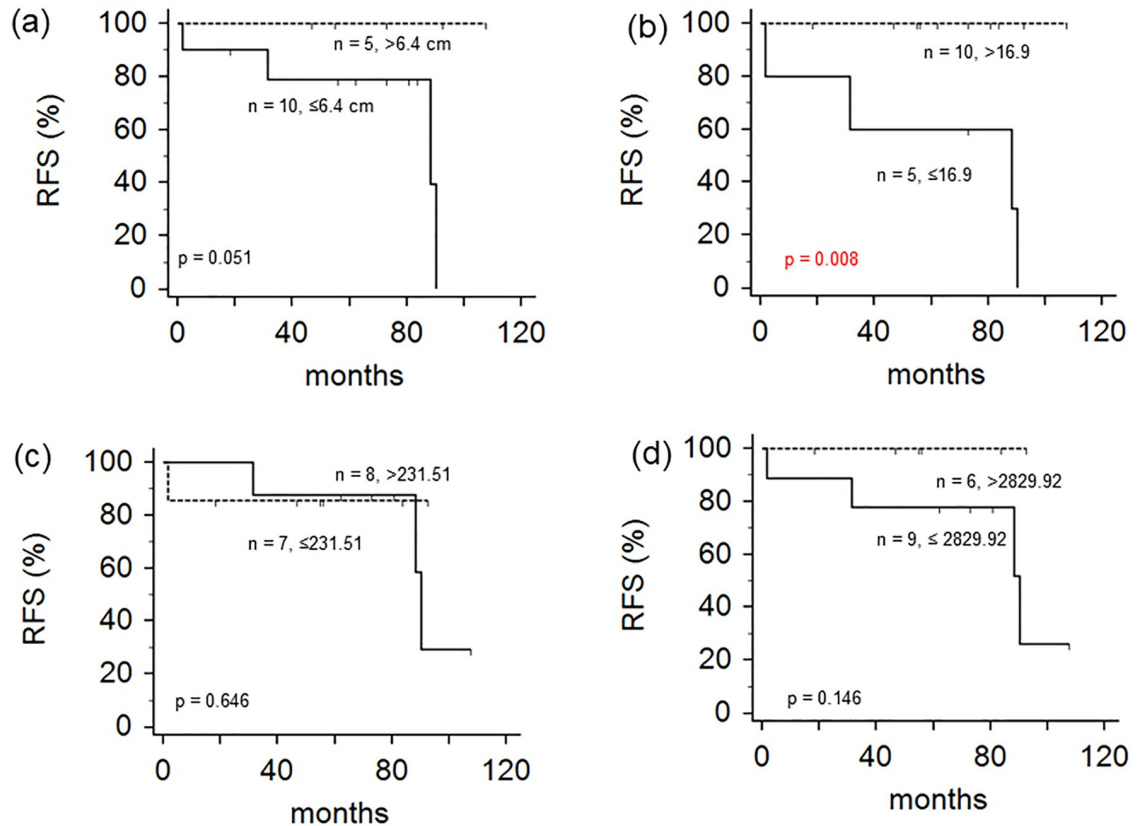 (a)
100
80
60
40
20
0
RFS (%)
n = 5, >6.4 cm
n = 10, ≤6.4 cm
p = 0.051
0 40 80 120
months
(b)
100
80
60
40
20
0
RFS (%)
n = 10, >16.9
n = 5, ≤16.9
p = 0.008
0 40 80 120
months
(c)
100
80
60
40
20
0
RFS (%)
n = 8, >231.51
n = 7, ≤231.51
p = 0.646
0 40 80 120
months
(d)
100
80
60
40
20
0
RFS (%)
n = 6, >2829.92
n = 9, ≤ 2829.92
p = 0.146
0 40 80 120
months